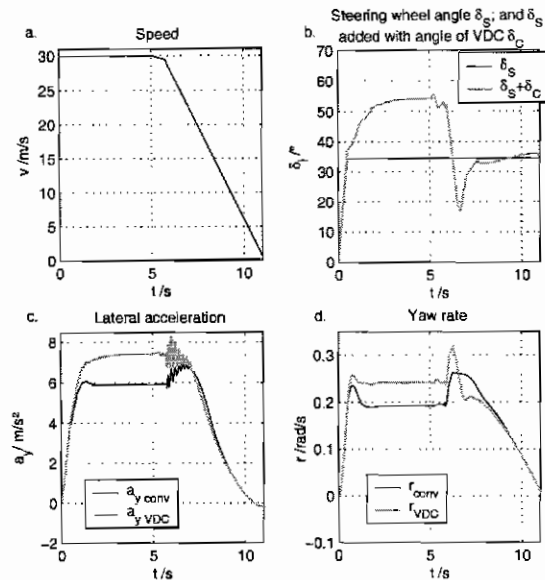 a.
Speed
30
25
20
15
10
5
0
v /m/s
0
5
10
t /s
Steering wheel angle δS; and δS
b. added with angle of VDC δC
70
60
50
40
30
20
10
0
δS
δS+δC
0
5
10
t /s
c.
Lateral acceleration
8
6
4
2
0
−2
ay/ m/s²
ay conv
ay VDC
0
5
10
t /s
d.
Yaw rate
0.3
0.2
0.1
0
−0.1
r /rad/s
rconv
rVDC
0
5
10
t /s